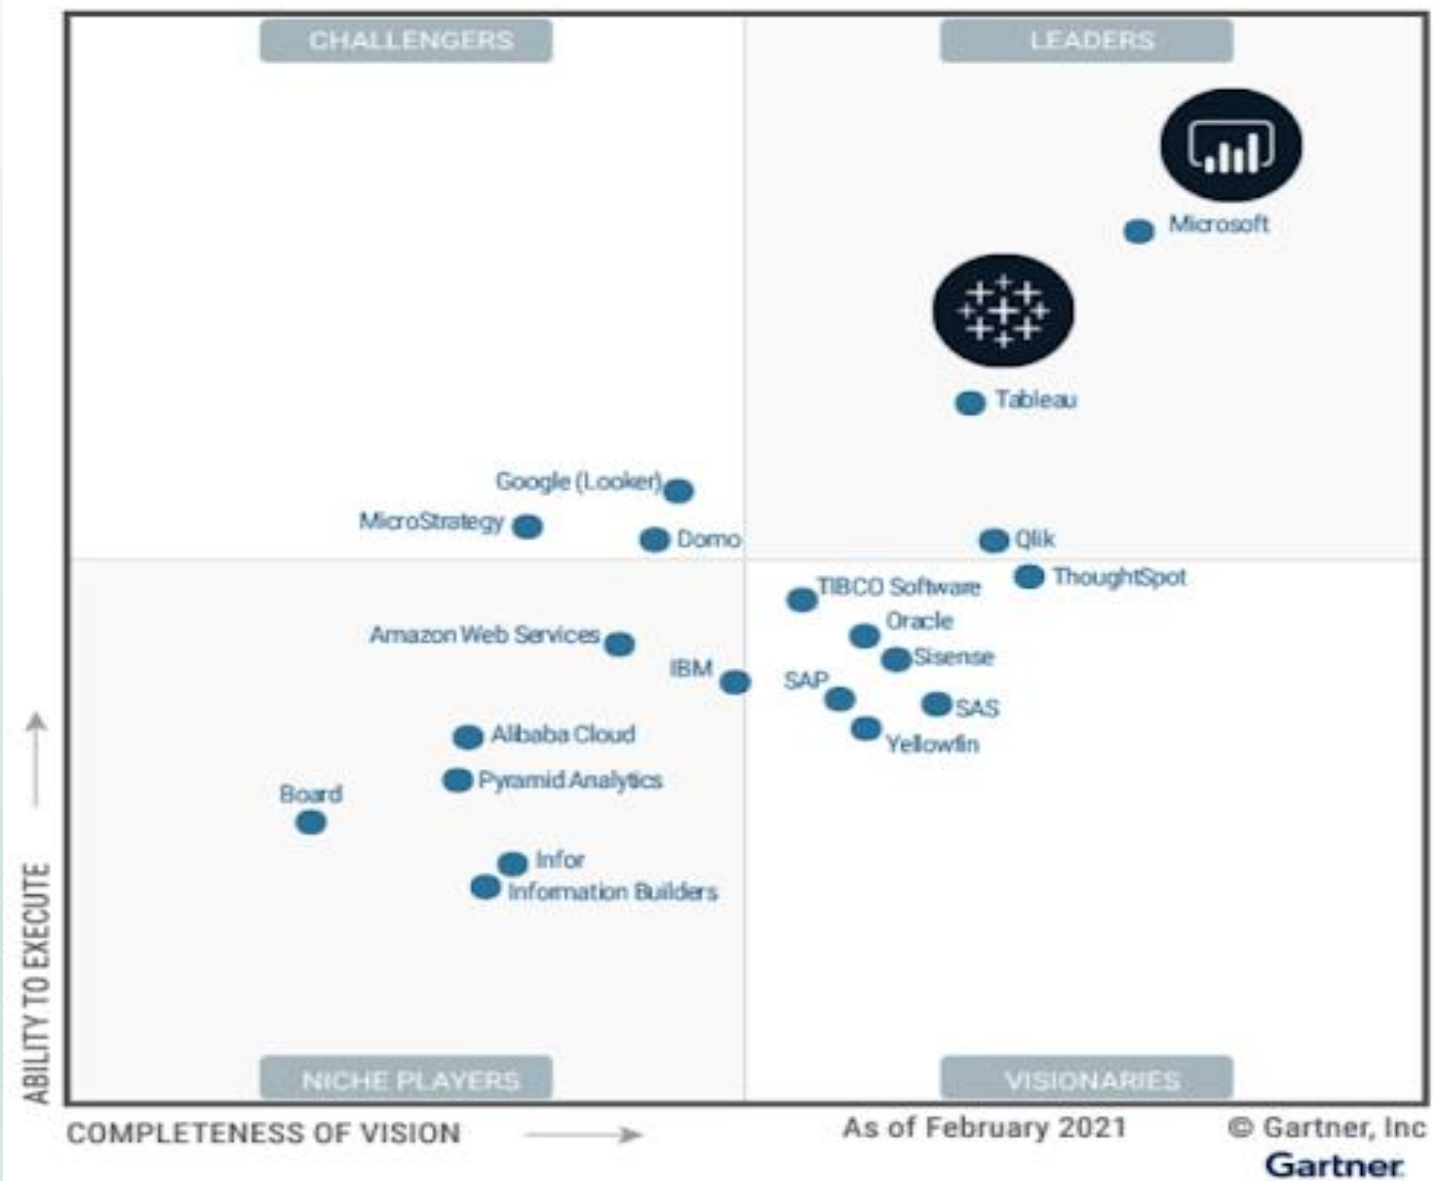 CHALLENGERS
LEADERS
Microsoft
Tableau
Google (Looker)
MicroStrategy
Domo
Qlik
ThoughtSpot
TIBCO Software
Oracle
Amazon Web Services
Sisense
IBM
SAP
SAS
Yellowfin
Alibaba Cloud
Pyramid Analytics
Board
Infor
Information Builders
ABILITY TO EXECUTE
NICHE PLAYERS
VISIONARIES
COMPLETENESS OF VISION
As of February 2021
© Gartner, Inc
Gartner